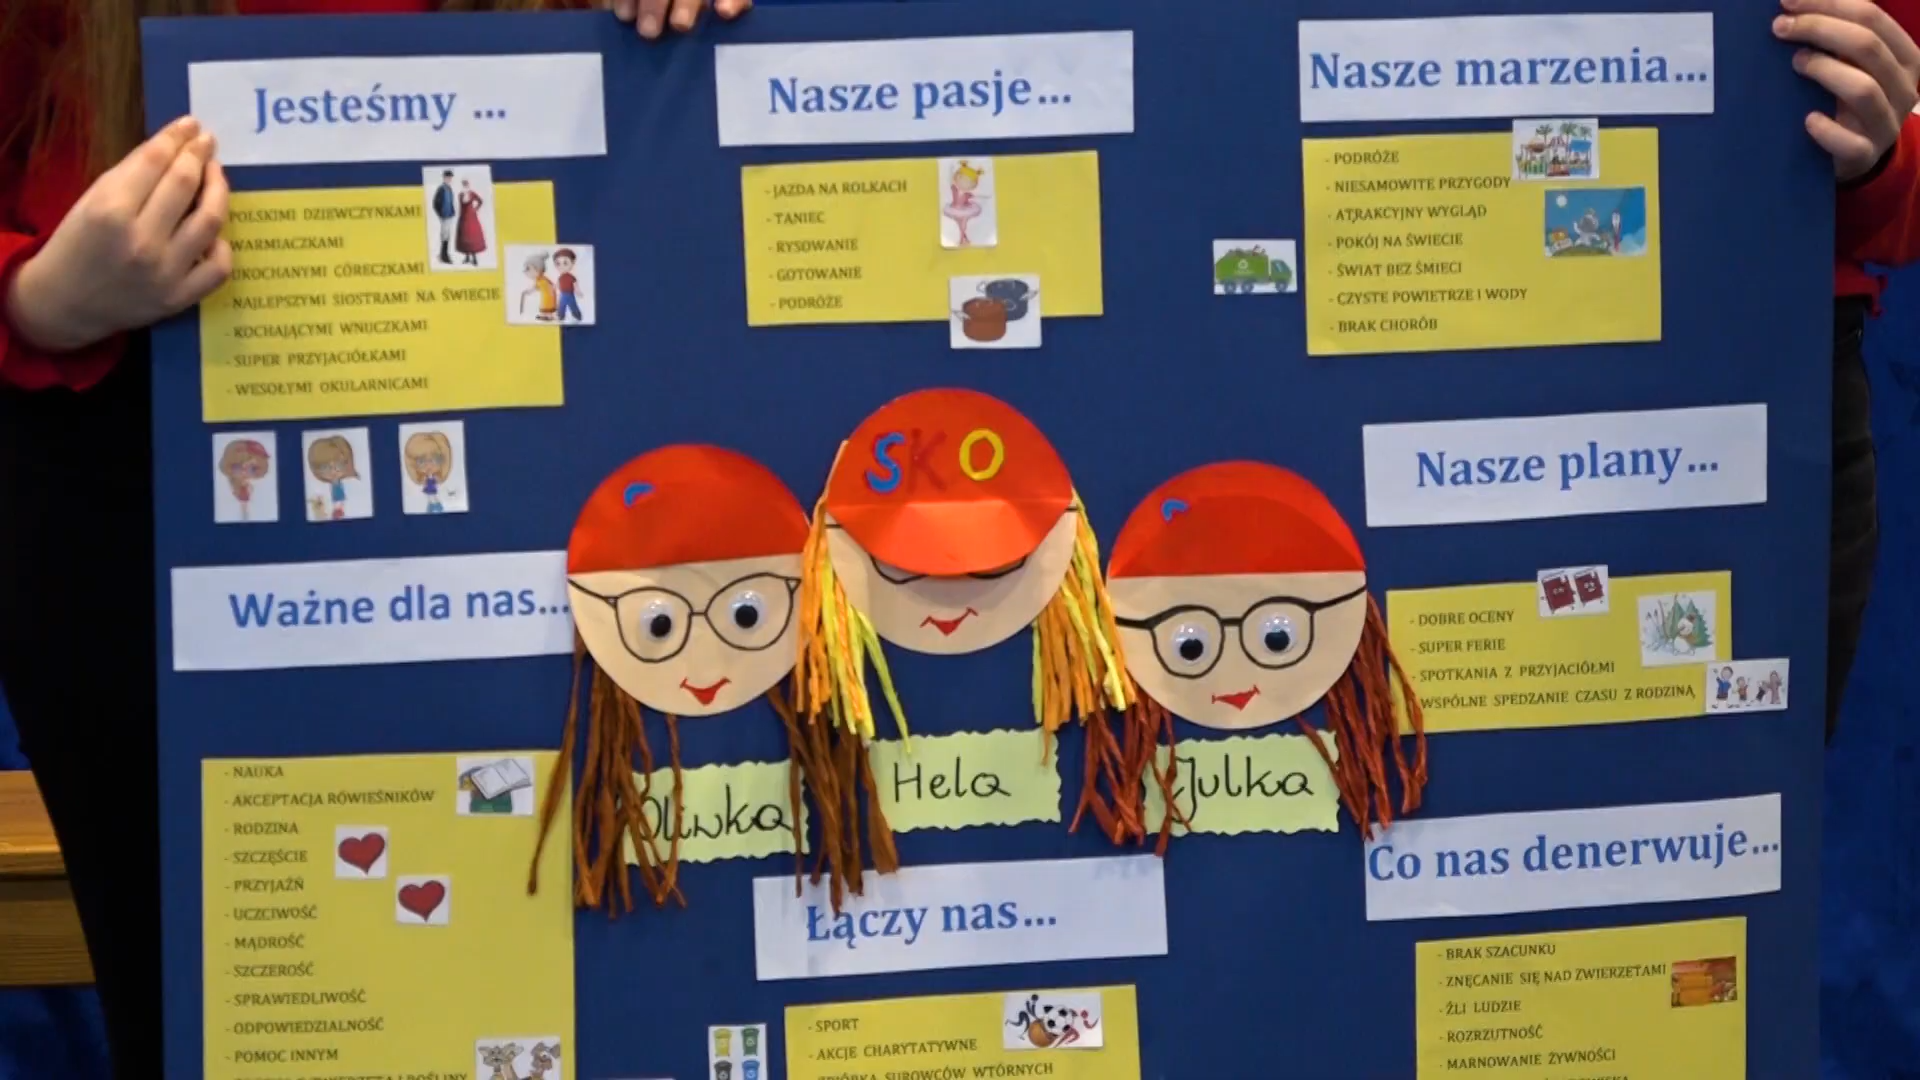 Jesteśmy ...
POLSKIMI DZIEWCZYNKAMI
WARMIACZKAMI
UKOCHANYMI CÓRECZKAMI
- NAJLEPSZYMI SIOSTRAMI NA ŚWIECIE
- KOCHAJĄCYMI WNUCZKAMI
- SUPER PRZYJACIÓŁKAMI
- WESOŁYMI OKULARNICAMI
Nasze pasje...
- JAZDA NA ROLKACH
- TANIEC
- RYSOWANIE
- GOTOWANIE
- PODRÓŻE
Nasze marzenia...
- PODRÓŻE
- NIESAMOWITE PRZYGODY
- ATRAKCYJNY WYGLĄD
- POKÓJ NA ŚWIECIE
- ŚWIAT BEZ ŚMIECI
- CZYSTE POWIETRZE I WODY
- BRAK CHORÓB
SKO
Nasze plany...
- DOBRE OCENY
- SUPER FERIE
- SPOTKANIA Z PRZYJACIÓŁMI
WSPÓLNE SPĘDZANIE CZASU Z RODZINĄ
Ważne dla nas...
- NAUKA
- AKCEPTACJA RÓWIEŚNIKÓW
- RODZINA
- SZCZĘŚCIE
- PRZYJAŹŃ
- UCZCIWOŚĆ
- MĄDROŚĆ
- SZCZEROŚĆ
- SPRAWIEDLIWOŚĆ
- ODPOWIEDZIALNOŚĆ
- POMOC INNYM
Oliwka
Hela
Julka
Łączy nas...
- SPORT
- AKCJE CHARYTATYWNE
ZBIÓRKA SUROWCÓW WTÓRNYCH
Co nas denerwuje...
- BRAK SZACUNKU
- ZNĘCANIE SIĘ NAD ZWIERZĘTAMI
- ŹLI LUDZIE
- ROZRZUTNOŚĆ
- MARNOWANIE ŻYWNOŚCI